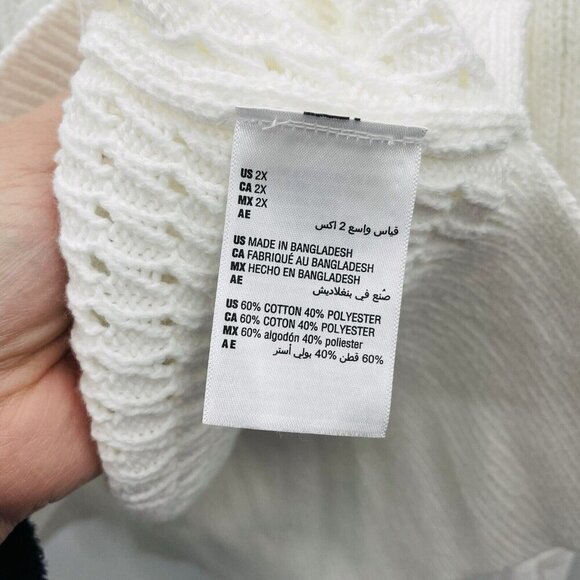 US 2X
CA 2X
MX 2X
AE قياس واسع 2 اكس
US MADE IN BANGLADESH
CA FABRIQUÉ AU BANGLADESH
MX HECHO EN BANGLADESH
AE صُنع في بنغلاديش
US 60% COTTON 40% POLYESTER
CA 60% COTON 40% POLYESTER
MX 60% algodón 40% poliester
AE 60% قطن 40% بولي أستر